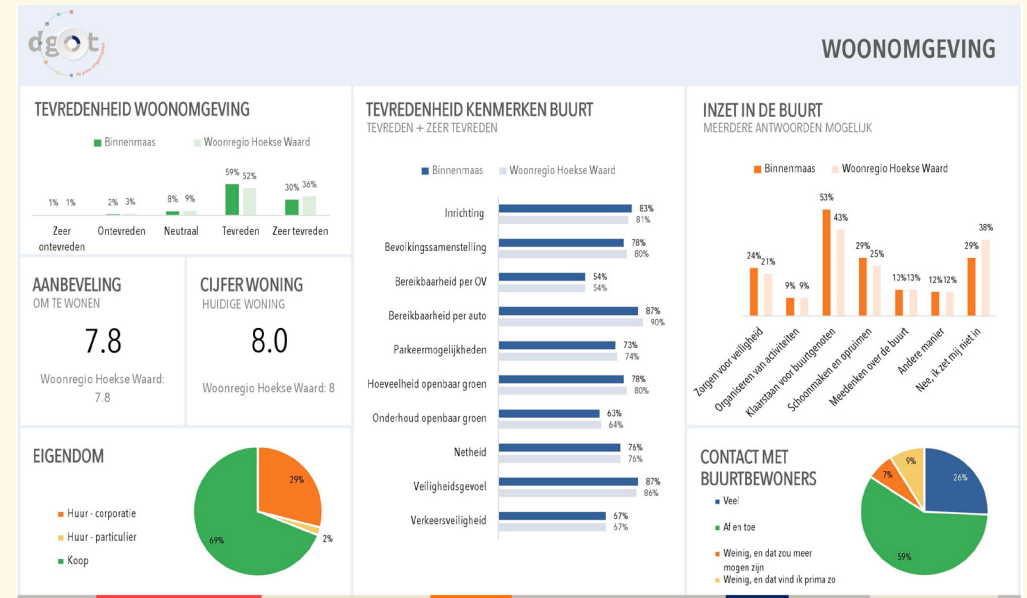 dgot
WOONOMGEVING
TEVREDENHEID WOONOMGEVING
Binnenmaas
Woonregio Hoekse Waard
1% 1%
2% 3%
8% 9%
59% 52%
30% 36%
Zeer ontevreden
Ontevreden
Neutraal
Tevreden
Zeer tevreden
AANBEVELING
OM TE WONEN
7.8
Woonregio Hoekse Waard:
7.8
CIJFER WONING
HUIDIGE WONING
8.0
Woonregio Hoekse Waard: 8
EIGENDOM
Huur - corporatie
Huur - particulier
Koop
29%
2%
69%
TEVREDENHEID KENMERKEN BUURT
TEVREDEN + ZEER TEVREDEN
Binnenmaas
Woonregio Hoekse Waard
Inrichting
83%
81%
Bevolkingssamenstelling
78%
80%
Bereikbaarheid per OV
54%
54%
Bereikbaarheid per auto
87%
90%
Parkeermogelijkheden
73%
74%
Hoeveelheid openbaar groen
78%
80%
Onderhoud openbaar groen
63%
64%
Netheid
76%
76%
Veiligheidsgevoel
87%
86%
Verkeersveiligheid
67%
67%
INZET IN DE BUURT
MEERDERE ANTWOORDEN MOGELIJK
Binnenmaas
Woonregio Hoekse Waard
24% 21%
9% 9%
53%
43%
29%
25%
13% 13%
12% 12%
29%
38%
Zorgen voor veiligheid
Organiseren van activiteiten
Klaarstaan voor buurtgenoten
Schoonmaken en opruimen
Meedenken over de buurt
Andere manier
Nee, ik zet mij niet in
CONTACT MET
BUURTBEWONERS
Veel
Af en toe
Weinig, en dat zou meer
mogen zijn
Weinig, en dat vind ik prima zo
9%
7%
26%
59%